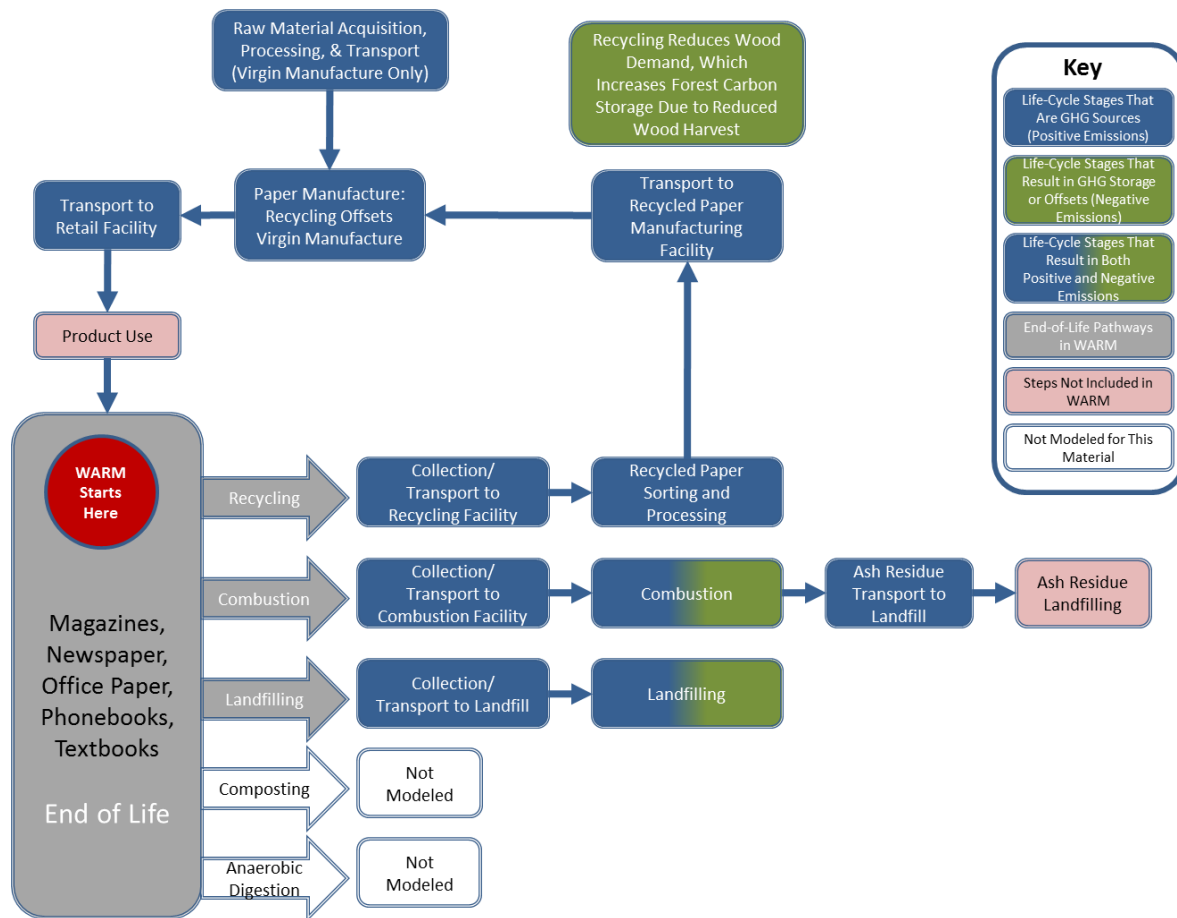 Raw Material Acquisition,
Processing, & Transport
(Virgin Manufacture Only)
Recycling Reduces Wood
Demand, Which
Increases Forest Carbon
Storage Due to Reduced
Wood Harvest
Transport to
Retail Facility
Paper Manufacture:
Recycling Offsets
Virgin Manufacture
Transport to
Recycled Paper
Manufacturing
Facility
Product Use
WARM
Starts
Here
Magazines,
Newspaper,
Office Paper,
Phonebooks,
Textbooks
End of Life
Recycling
Collection/
Transport to
Recycling Facility
Recycled Paper
Sorting and
Processing
Combustion
Collection/
Transport to
Combustion Facility
Combustion
Ash Residue
Transport to
Landfill
Ash Residue
Landfilling
Landfilling
Collection/
Transport to Landfill
Landfilling
Composting
Not
Modeled
Anaerobic
Digestion
Not
Modeled
Key
Life-Cycle Stages That
Are GHG Sources
(Positive Emissions)
Life-Cycle Stages That
Result in GHG Storage
or Offsets (Negative
Emissions)
Life-Cycle Stages That
Result in Both
Positive and Negative
Emissions
End-of-Life Pathways
in WARM
Steps Not Included in
WARM
Not Modeled for This
Material